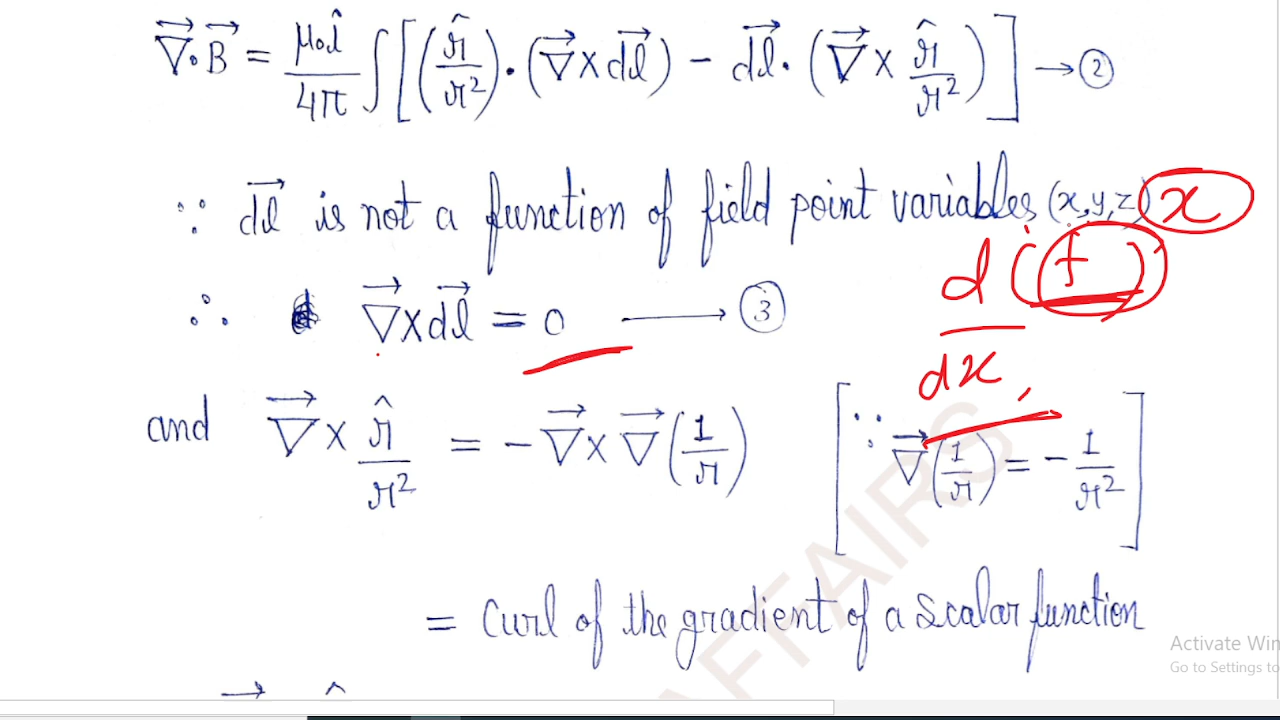 ∇⃗·B⃗ = μ₀i/4π ∫[(r̂/r²)·(∇⃗×dl⃗) − dl⃗·(∇⃗×r̂/r²)] → ②
∵ dl⃗ is not a function of field point variables (x,y,z) x
d(f)/dx
∴ ∇⃗×dl⃗ = 0 → ③
and ∇⃗×r̂/r² = −∇⃗×∇⃗(1/r) [∵ ∇⃗(1/r) = −1/r²]
= Curl of the gradient of a scalar function
AFFAIRS
Activate Win
Go to Settings to